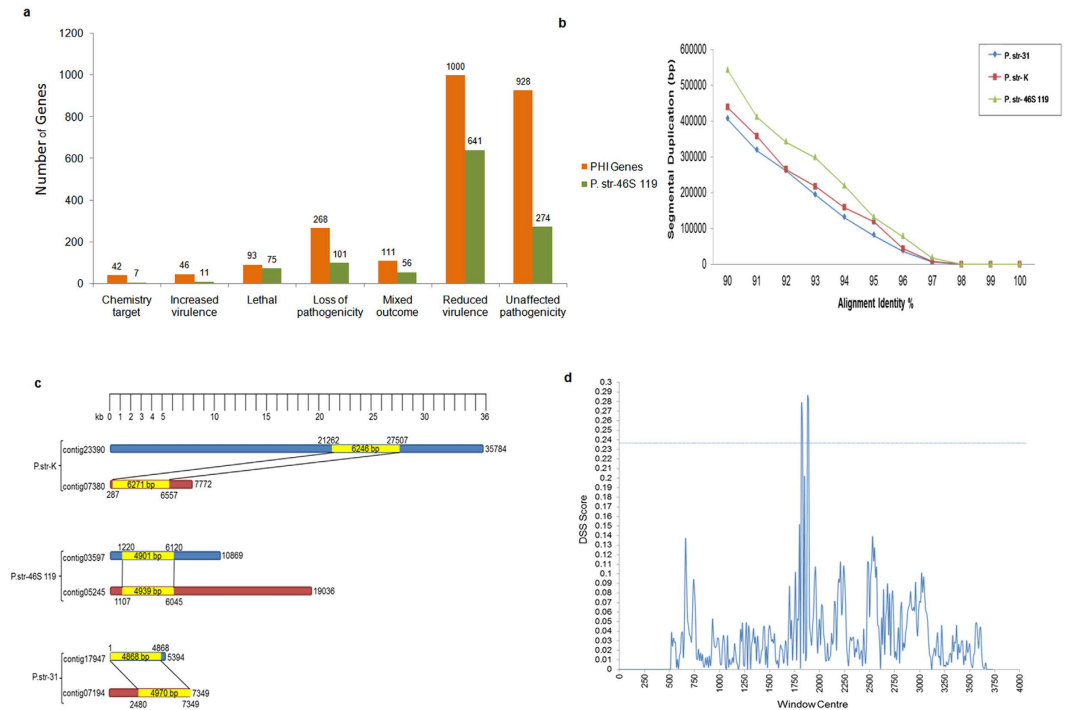 a
Number of Genes
1200
1000
800
600
400
200
0
42
7
46
11
93
75
268
101
111
56
1000
641
928
274
Chemistry target
Increased virulence
Lethal
Loss of pathogenicity
Mixed outcome
Reduced virulence
Unaffected pathogenicity
PHI Genes
P. str-46S 119
b
Segmental Duplication (bp)
600000
500000
400000
300000
200000
100000
0
90 91 92 93 94 95 96 97 98 99 100
Alignment Identity %
P. str-31
P. str- K
P. str- 46S 119
c
kb 0 1 2 3 4 5 10 20 25 30 36
P.str-K
contig23390
21262
27507
6246 bp
35784
contig07380
6271 bp
7772
287
6557
P.str-46S 119
contig03597
1220
6120
4901 bp
10869
contig05245
4939 bp
19036
1107
6045
P.str-31
contig17947
1
4868
4868 bp
5394
contig07194
4970 bp
7349
2480
7349
d
DSS Score
0.3
0.29
0.28
0.27
0.26
0.25
0.24
0.23
0.22
0.21
0.2
0.19
0.18
0.17
0.16
0.15
0.14
0.13
0.12
0.11
0.1
0.09
0.08
0.07
0.06
0.05
0.04
0.03
0.02
0.01
0
0 250 500 750 1000 1250 1500 1750 2000 2250 2500 2750 3000 3250 3500 3750 4000
Window Centre